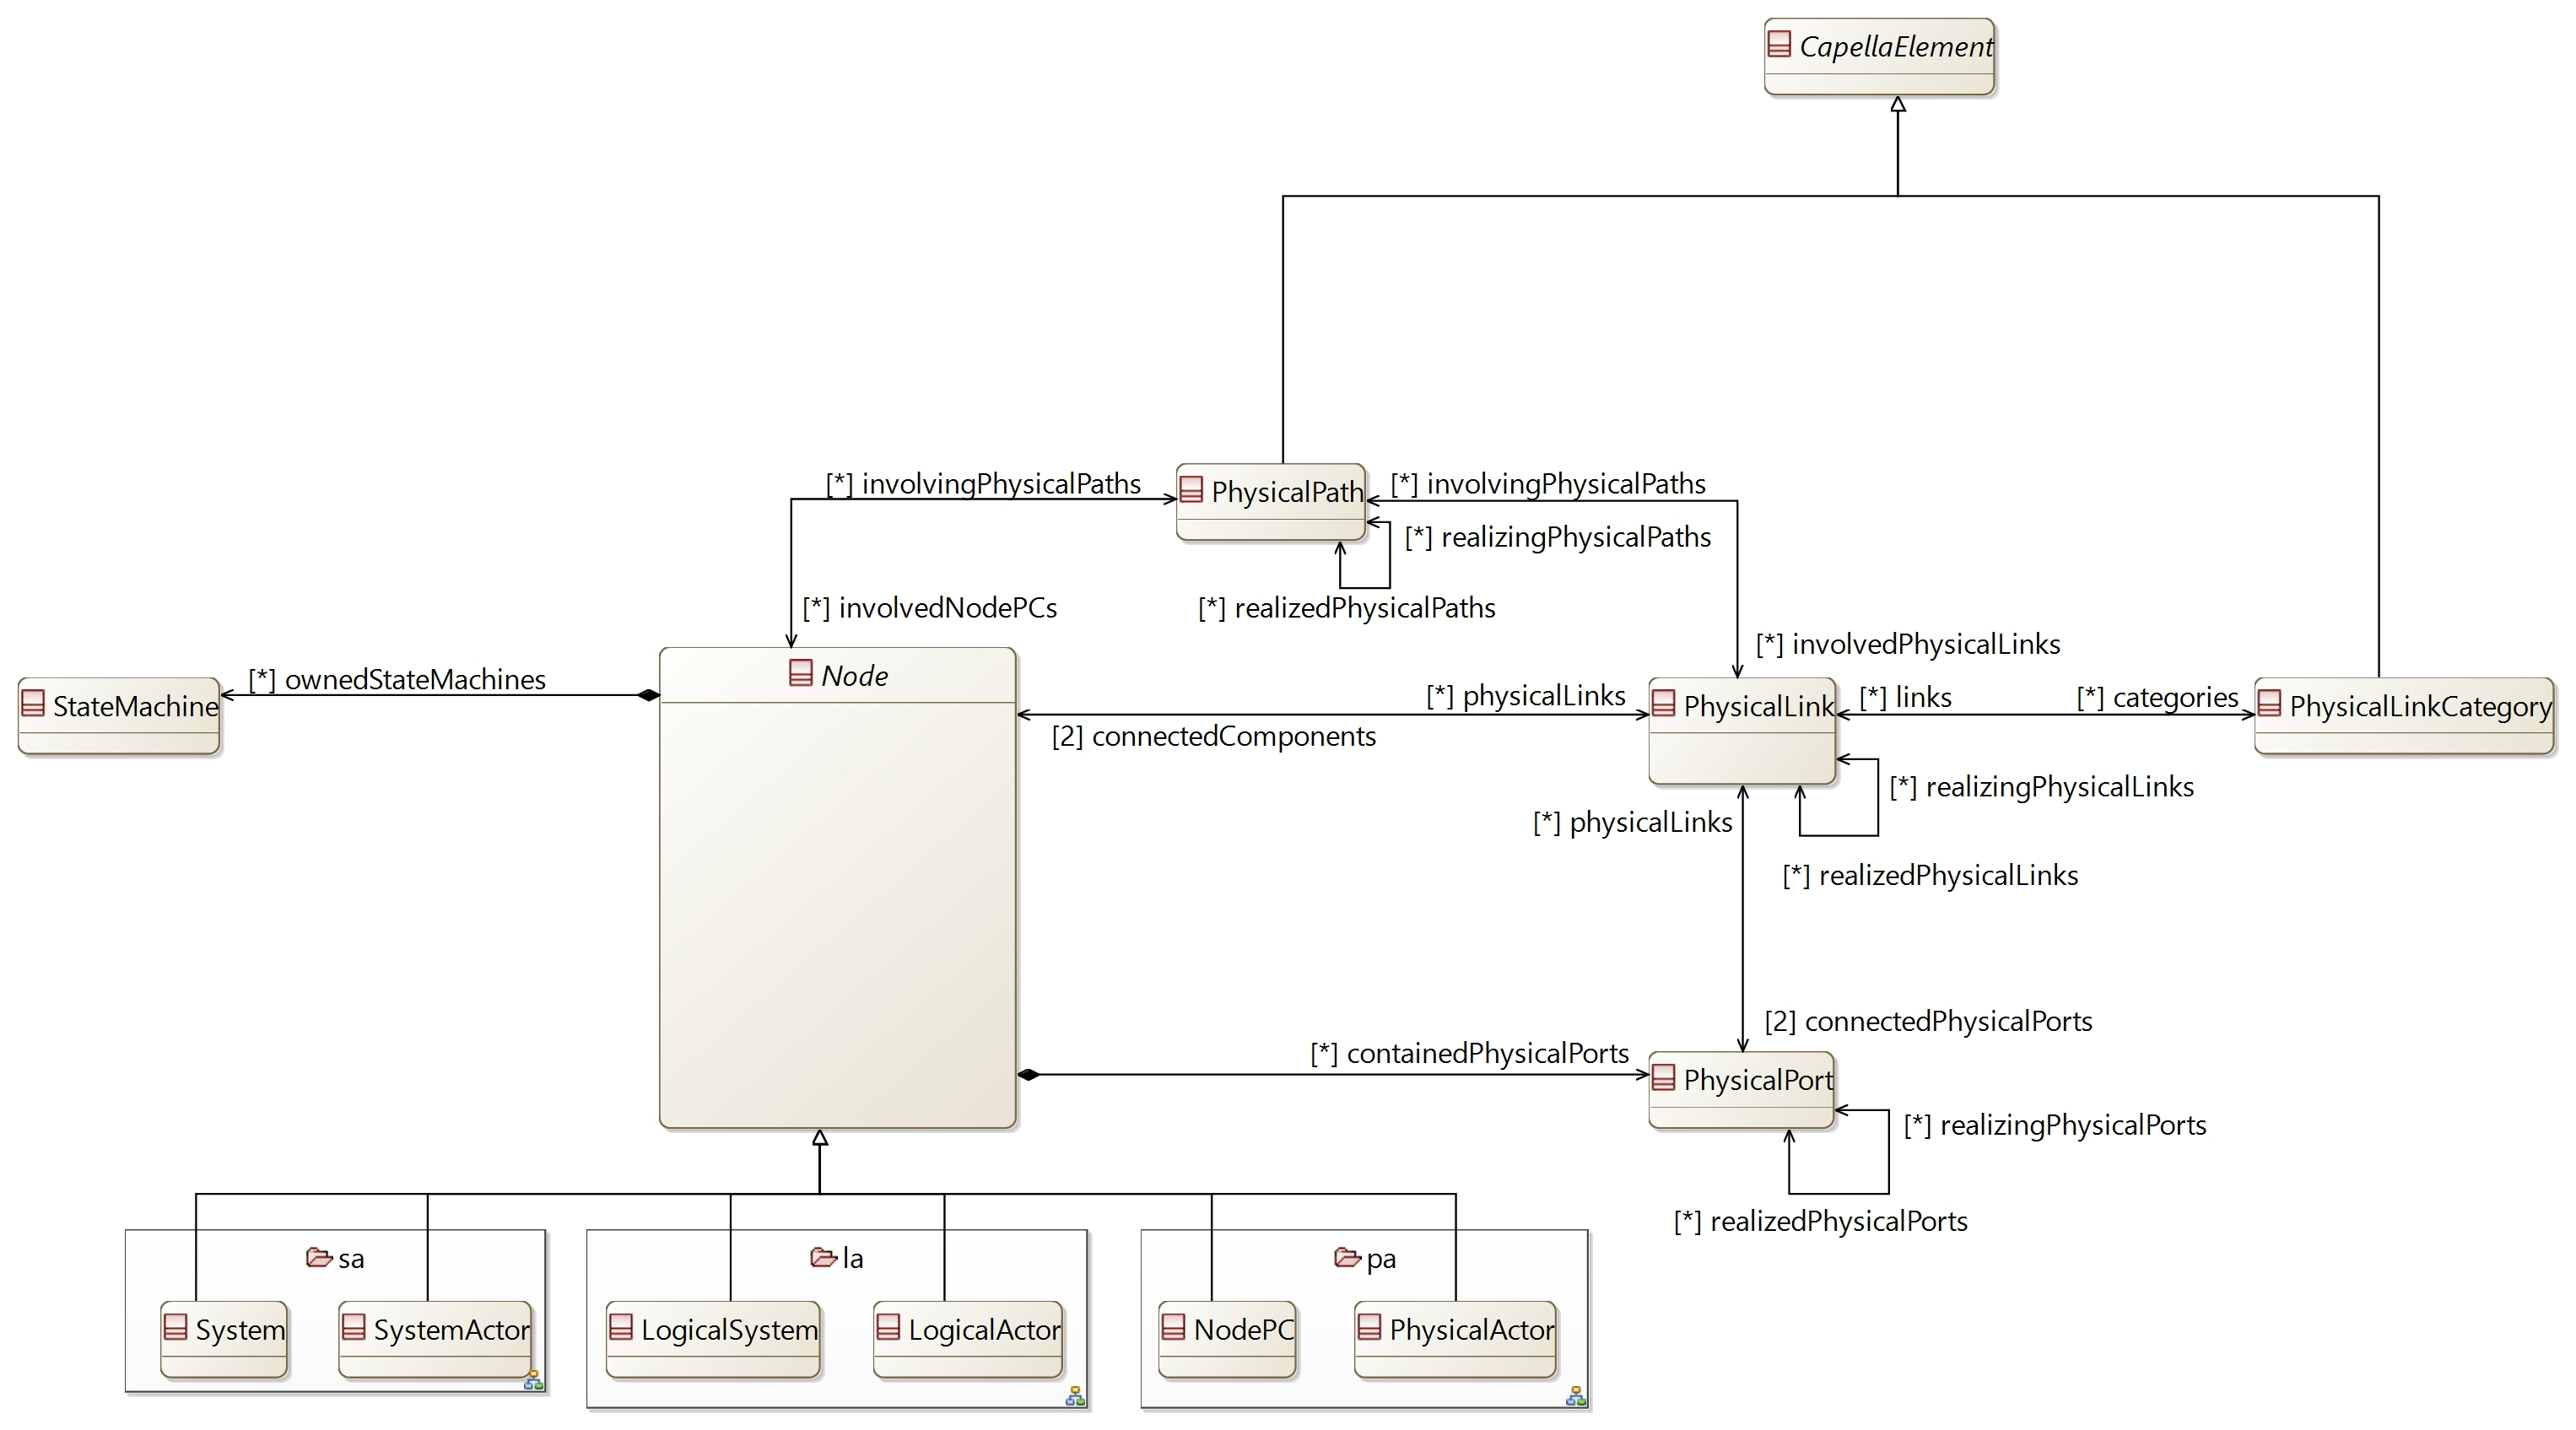 CapellaElement
[*] involvingPhysicalPaths
PhysicalPath
[*] involvingPhysicalPaths
[*] realizingPhysicalPaths
[*] involvedNodePCs
[*] realizedPhysicalPaths
[*] involvedPhysicalLinks
StateMachine
[*] ownedStateMachines
Node
[*] physicalLinks
[2] connectedComponents
PhysicalLink
[*] links
[*] categories
PhysicalLinkCategory
[*] realizingPhysicalLinks
[*] physicalLinks
[*] realizedPhysicalLinks
[2] connectedPhysicalPorts
[*] containedPhysicalPorts
PhysicalPort
[*] realizingPhysicalPorts
[*] realizedPhysicalPorts
sa
la
pa
System
SystemActor
LogicalSystem
LogicalActor
NodePC
PhysicalActor